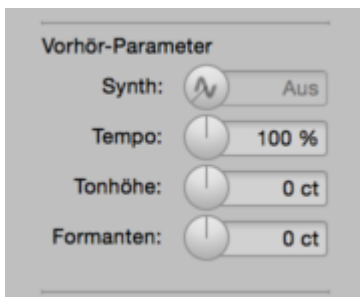 Vorhör-Parameter
Synth: Aus
Tempo: 100 %
Tonhöhe: 0 ct
Formanten: 0 ct